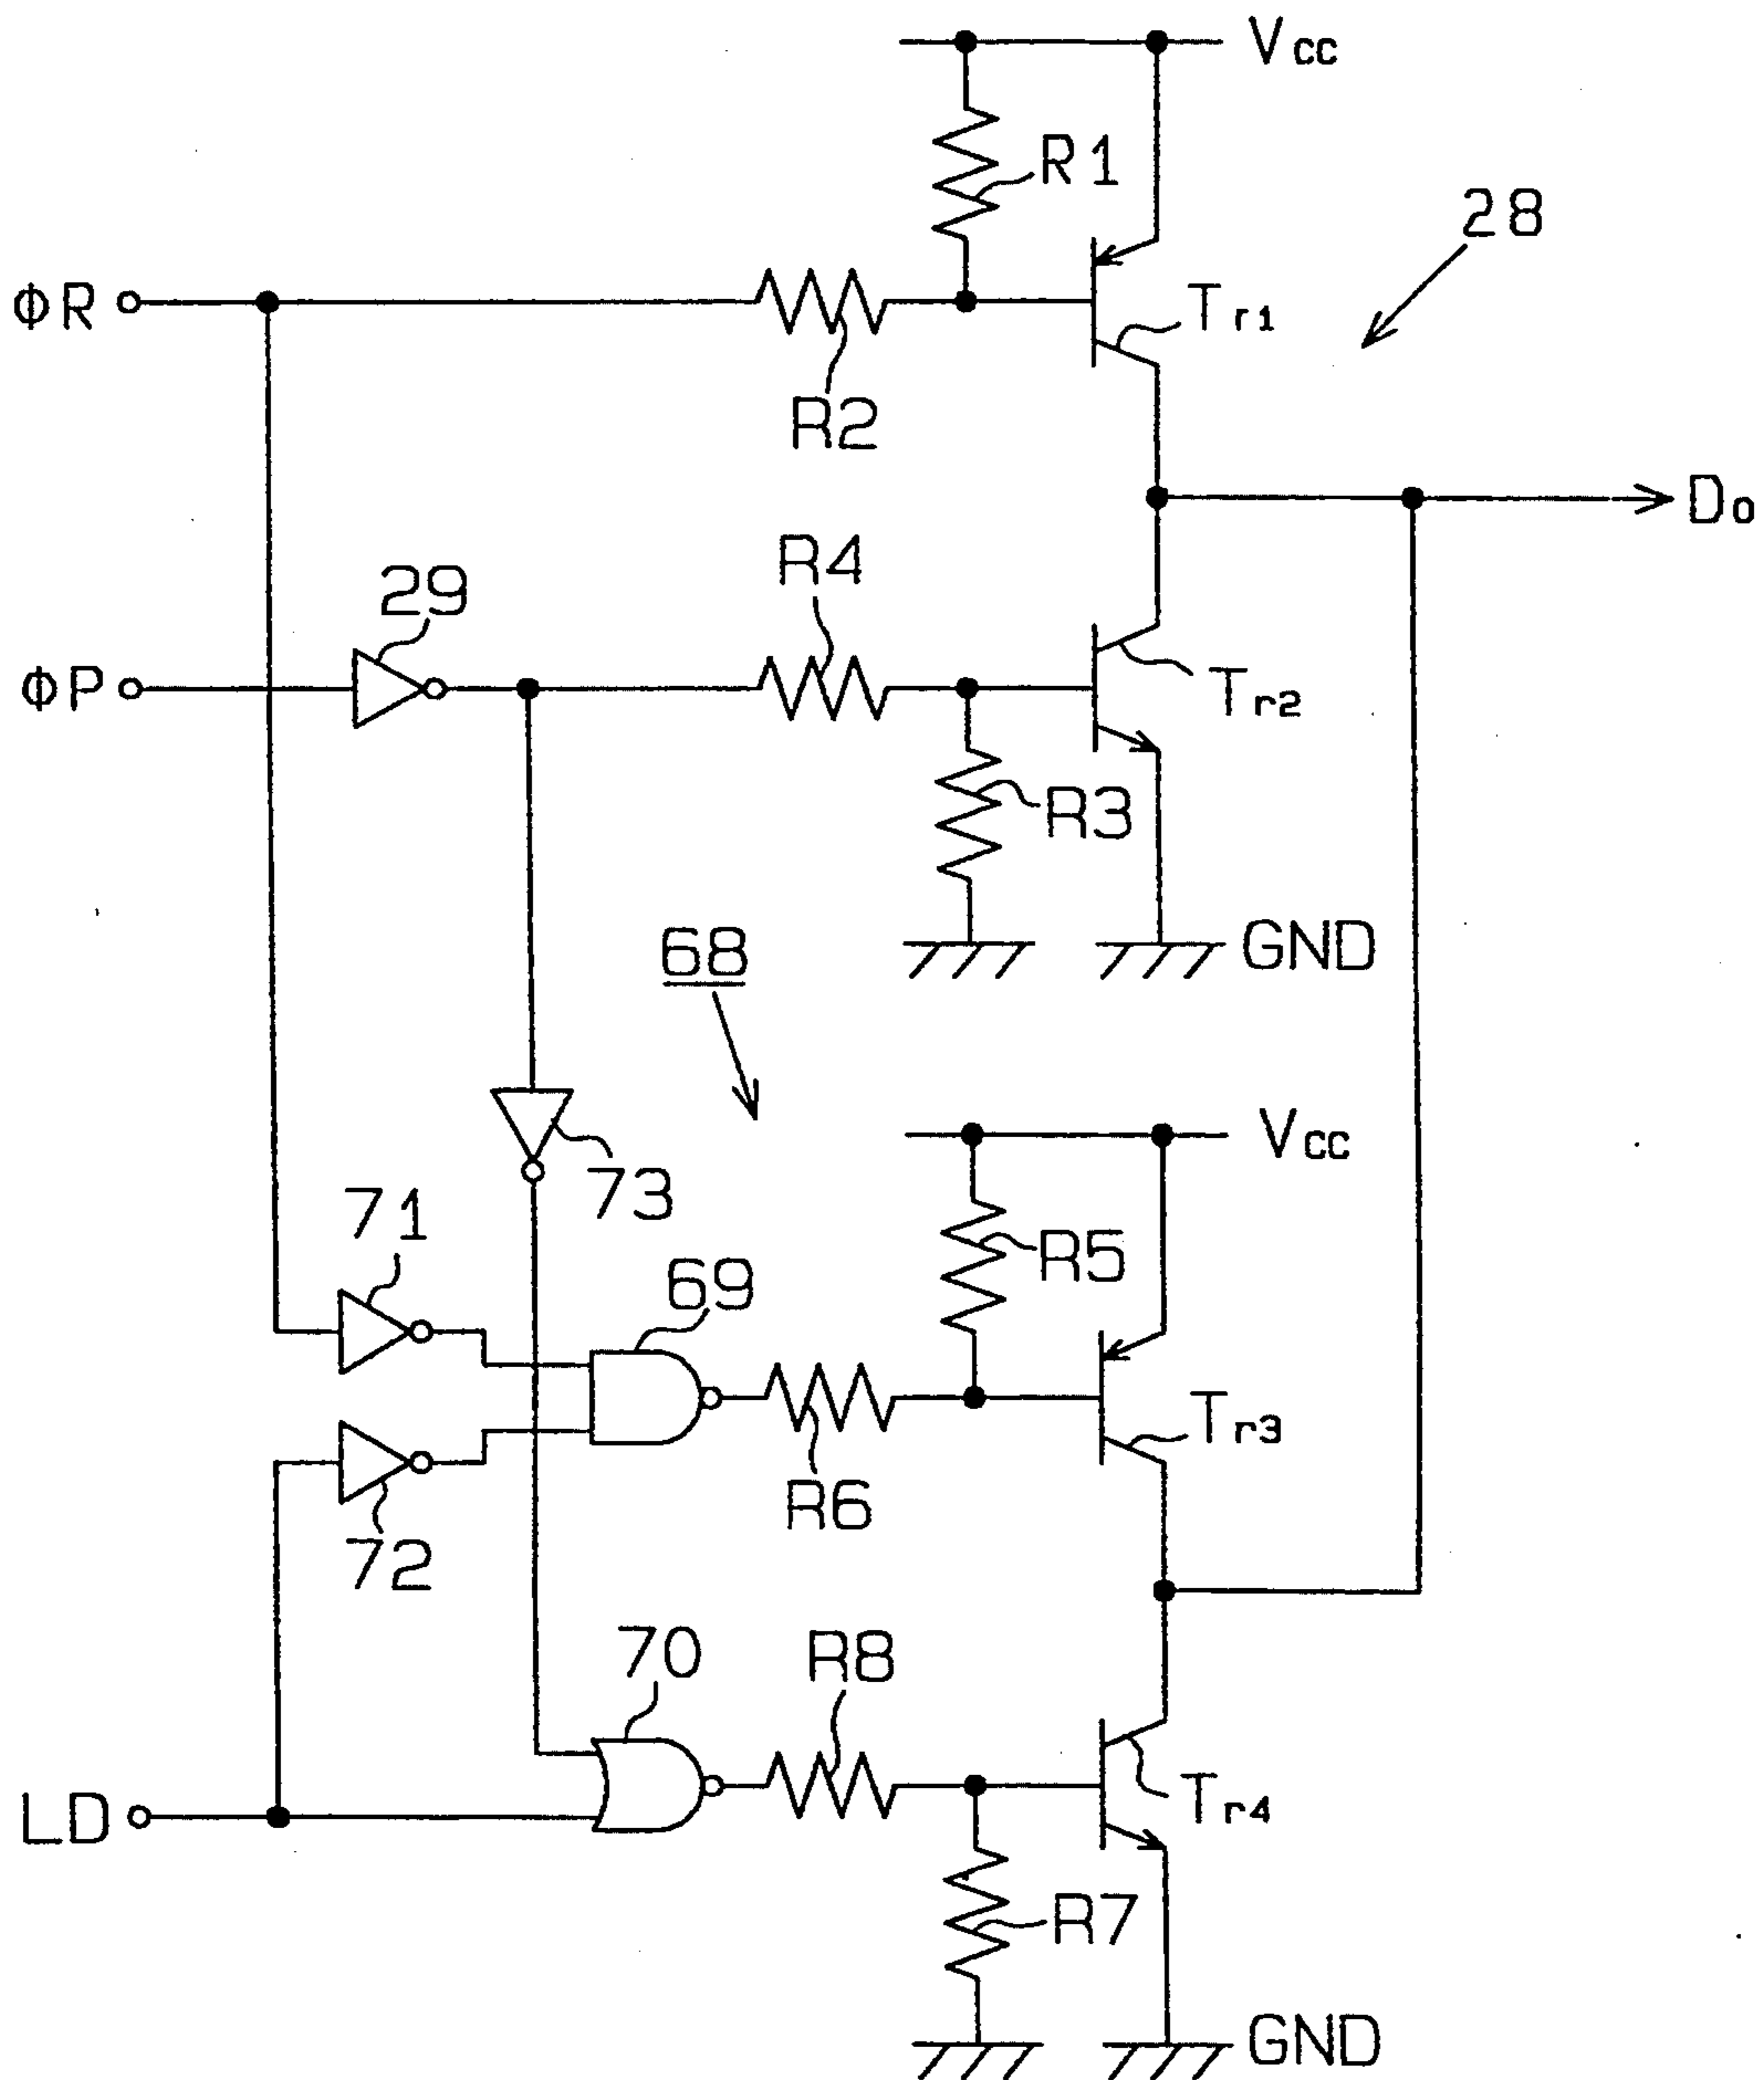 Vcc
R1
28
ΦR
Tr1
R2
Do
R4
29
ΦP
Tr2
R3
GND
68
Vcc
73
71
R5
69
Tr3
R6
72
70
R8
LD
Tr4
R7
GND